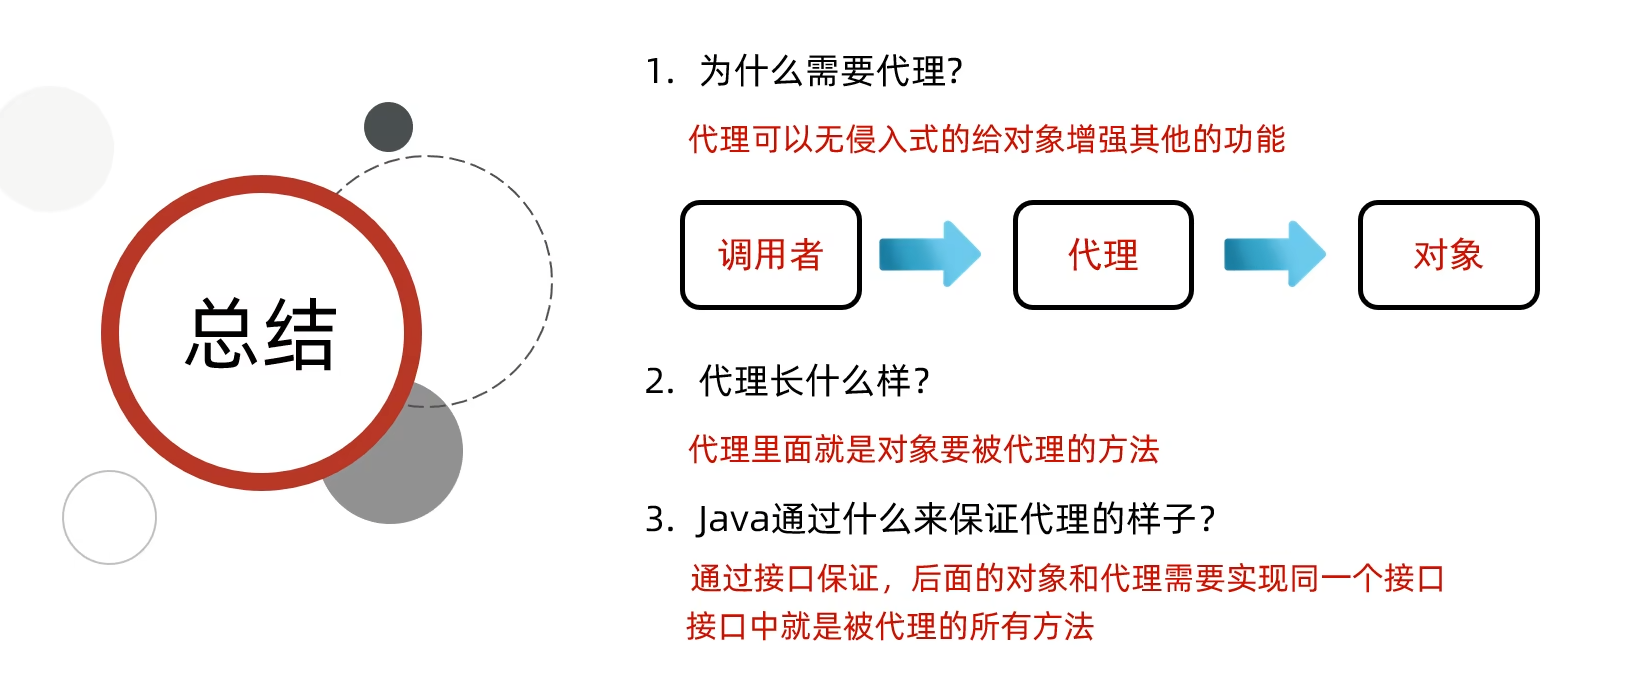 总结
1. 为什么需要代理?
代理可以无侵入式的给对象增强其他的功能
调用者
代理
对象
2. 代理长什么样?
代理里面就是对象要被代理的方法
3. Java通过什么来保证代理的样子?
通过接口保证，后面的对象和代理需要实现同一个接口
接口中就是被代理的所有方法